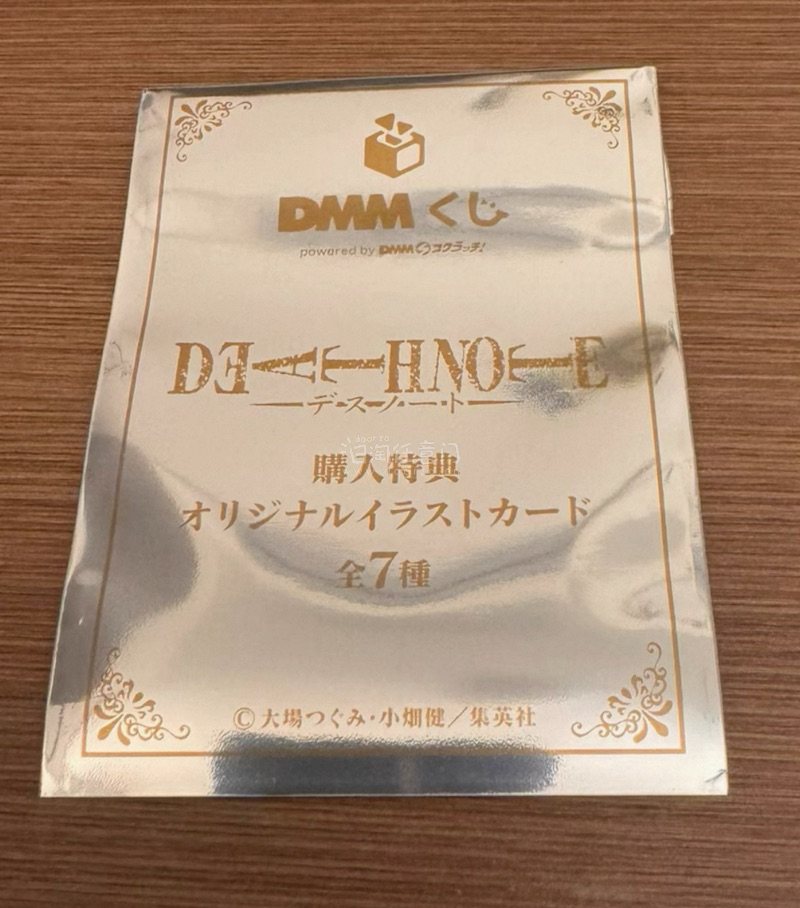 DMMくじ
powered by DMMスクラッチ!
DEATH NOTE
デスノート
購入特典
オリジナルイラストカード
全7種
©大場つぐみ・小畑健／集英社